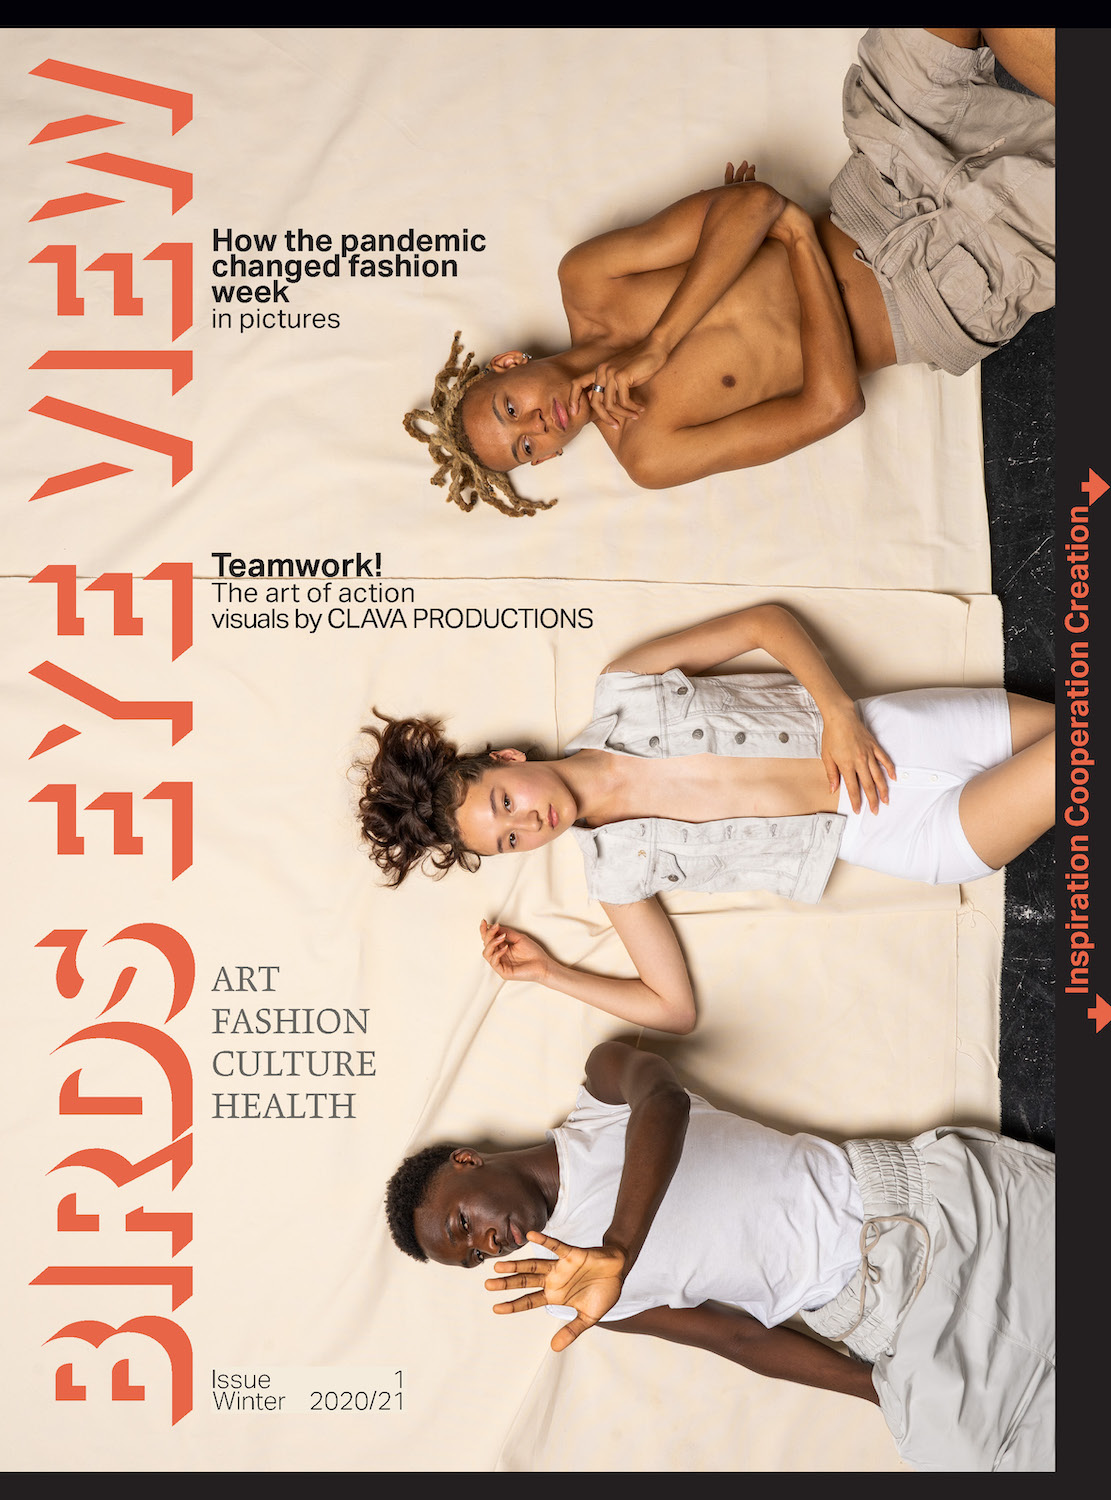 BIRDS EYE VIEW
How the pandemic
changed fashion
week
in pictures
Teamwork!
The art of action
visuals by CLAVA PRODUCTIONS
ART
FASHION
CULTURE
HEALTH
Issue 1
Winter 2020/21
Inspiration Cooperation Creation